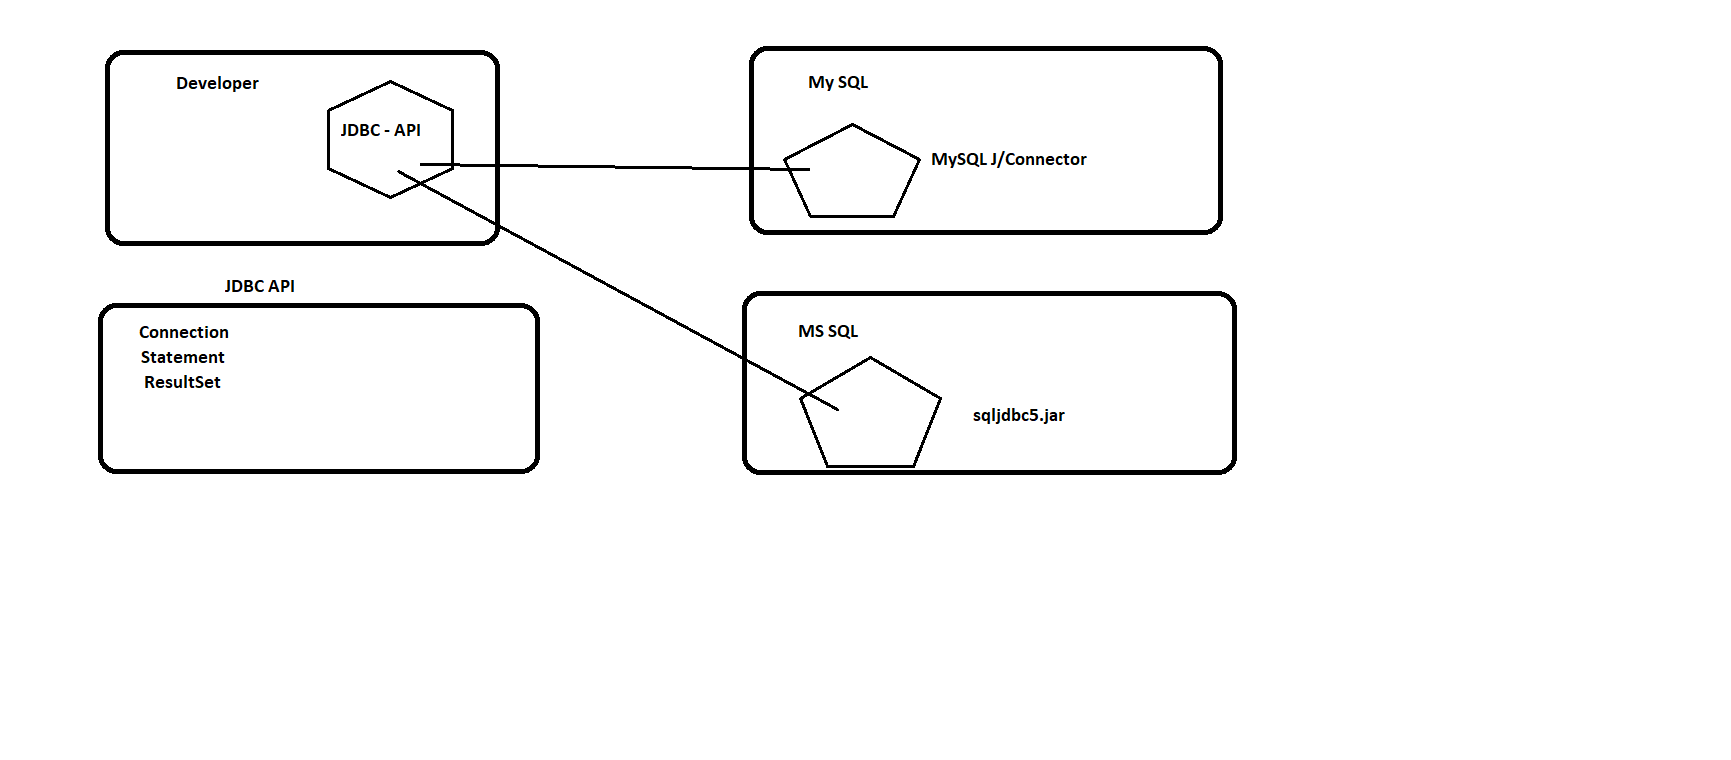 Developer
JDBC - API
My SQL
MySQL J/Connector
JDBC API
Connection
Statement
ResultSet
MS SQL
sqljdbc5.jar